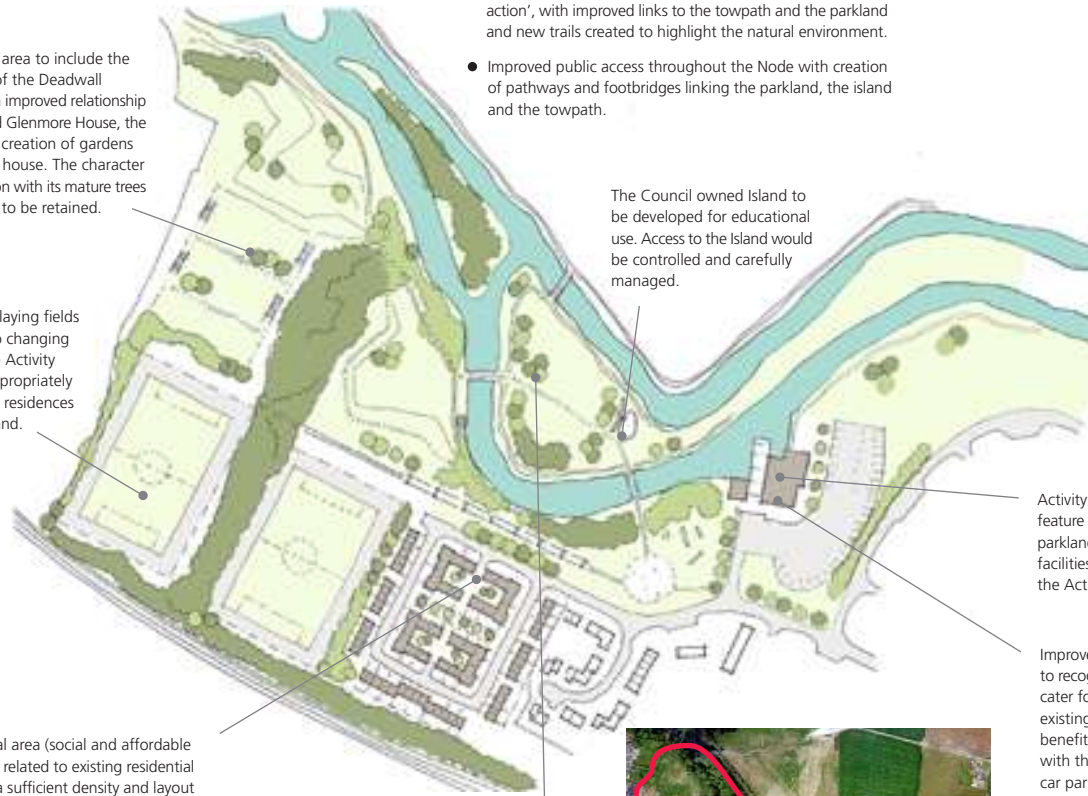 action’, with improved links to the towpath and the parkland
and new trails created to highlight the natural environment.
● Improved public access throughout the Node with creation
of pathways and footbridges linking the parkland, the island
and the towpath.
area to include the
of the Deadwall
improved relationship
Glenmore House, the
creation of gardens
house. The character
on with its mature trees
to be retained.
The Council owned Island to
be developed for educational
use. Access to the Island would
be controlled and carefully
managed.
laying fields
o changing
Activity
propriately
residences
and.
Activity
feature
parkland
facilities
the Act
Improve
to recog
cater fo
existing
benefit
with th
car par
al area (social and affordable
related to existing residential
a sufficient density and layout